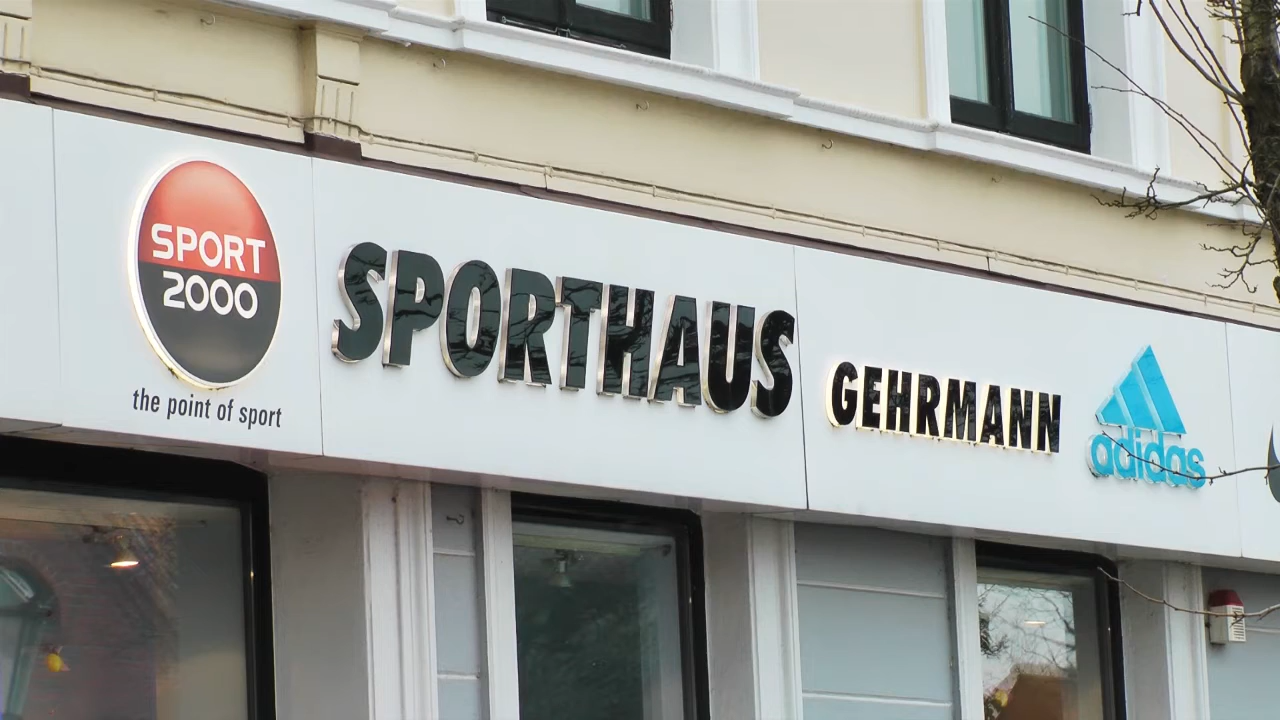 SPORT
2000
the point of sport
SPORTHAUS
GEHRMANN
adidas